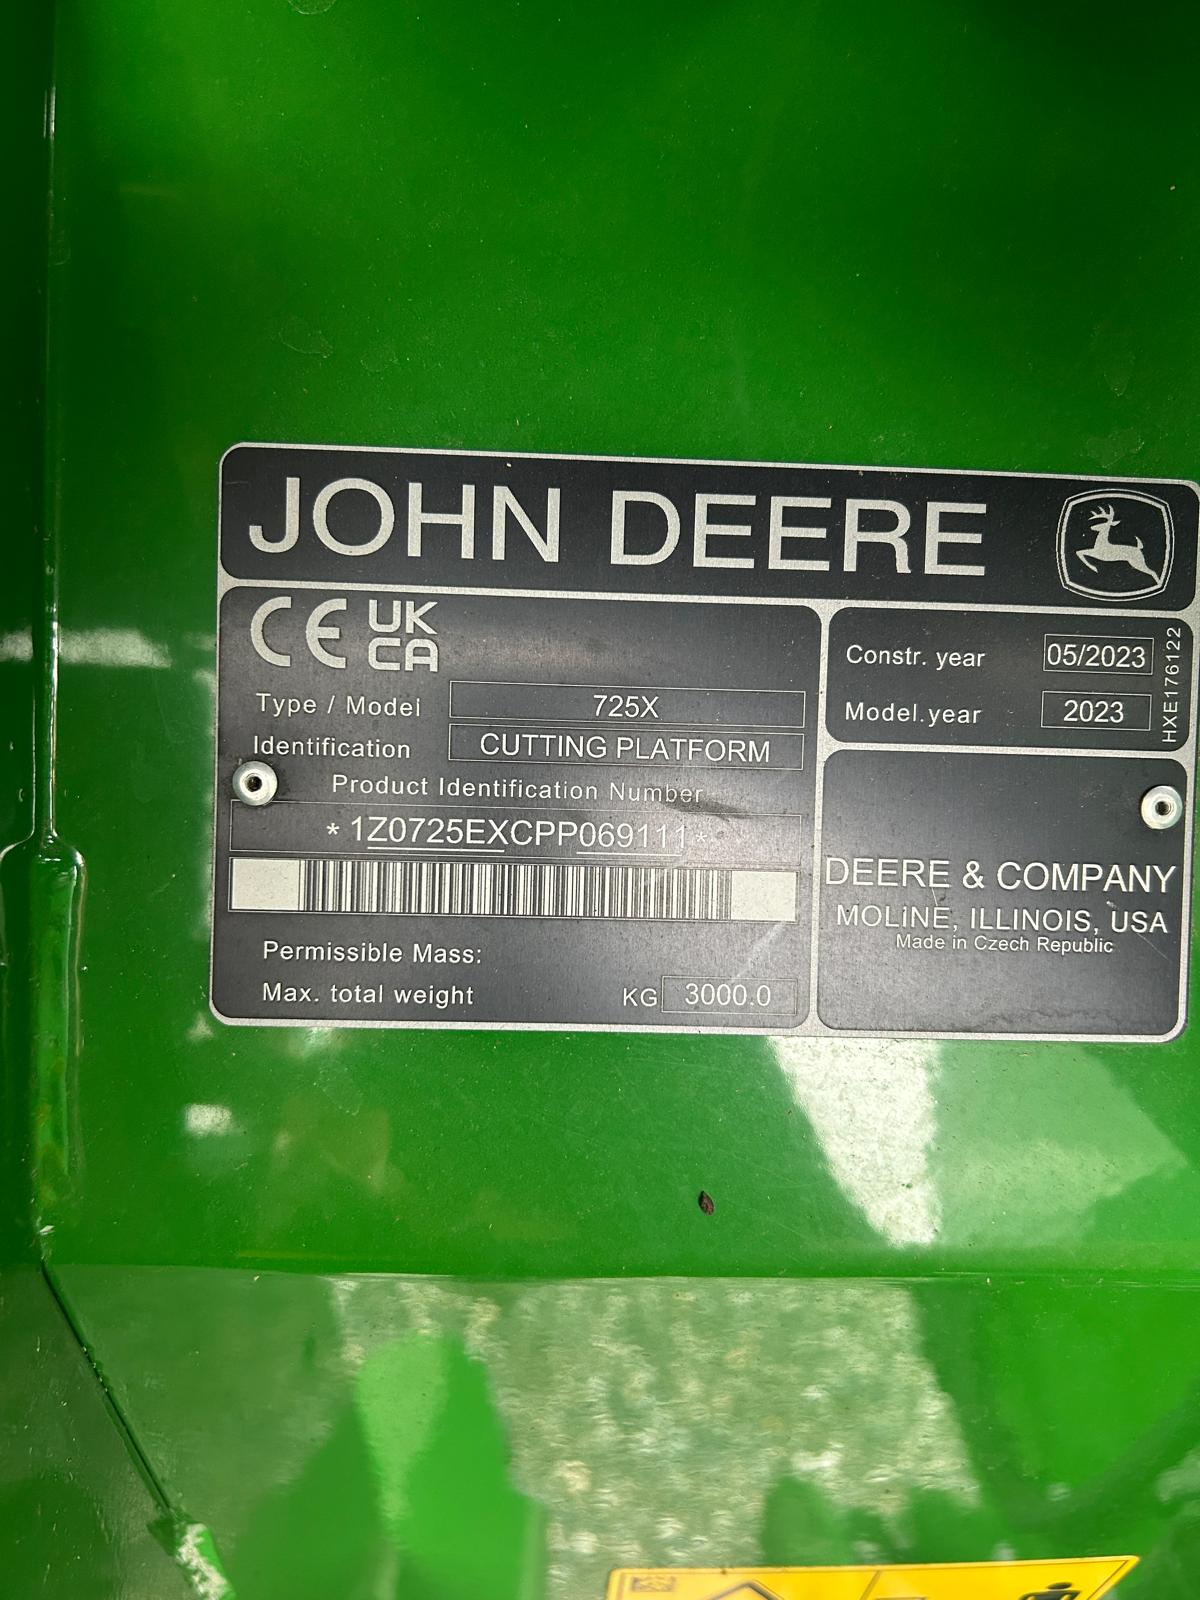 JOHN DEERE
CE UK
CA
Constr. year 05/2023
Model.year 2023
HXE176122
Type / Model 725X
Identification CUTTING PLATFORM
Product Identification Number
* 1Z0725EXCPP069111 *
Permissible Mass:
Max. total weight KG 3000.0
DEERE & COMPANY
MOLINE, ILLINOIS, USA
Made in Czech Republic